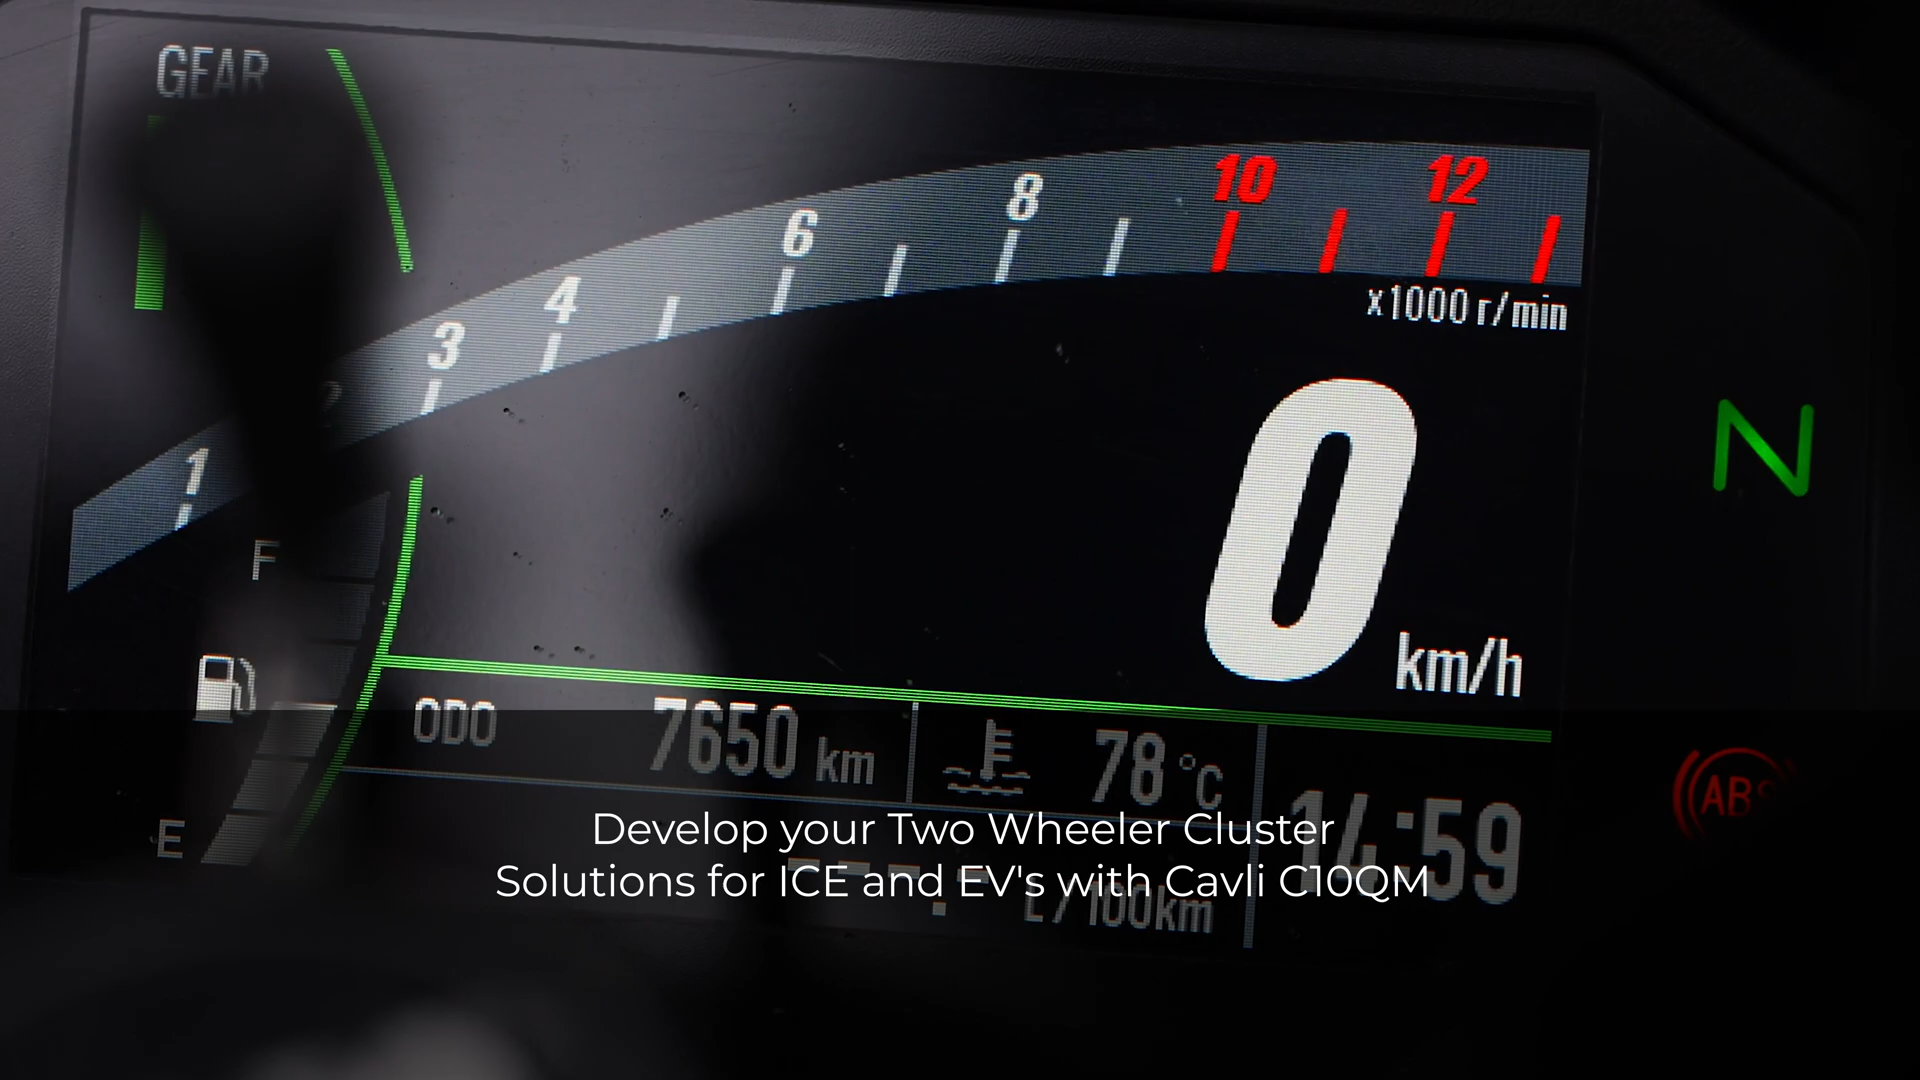 GEAR
1
2
3
4
6
8
10
12
x1000 r/min
0
km/h
N
F
E
ODO
7650 km
78 °C
14:59
ABS
--.- L/100km
Develop your Two Wheeler Cluster
Solutions for ICE and EV's with Cavli C10QM